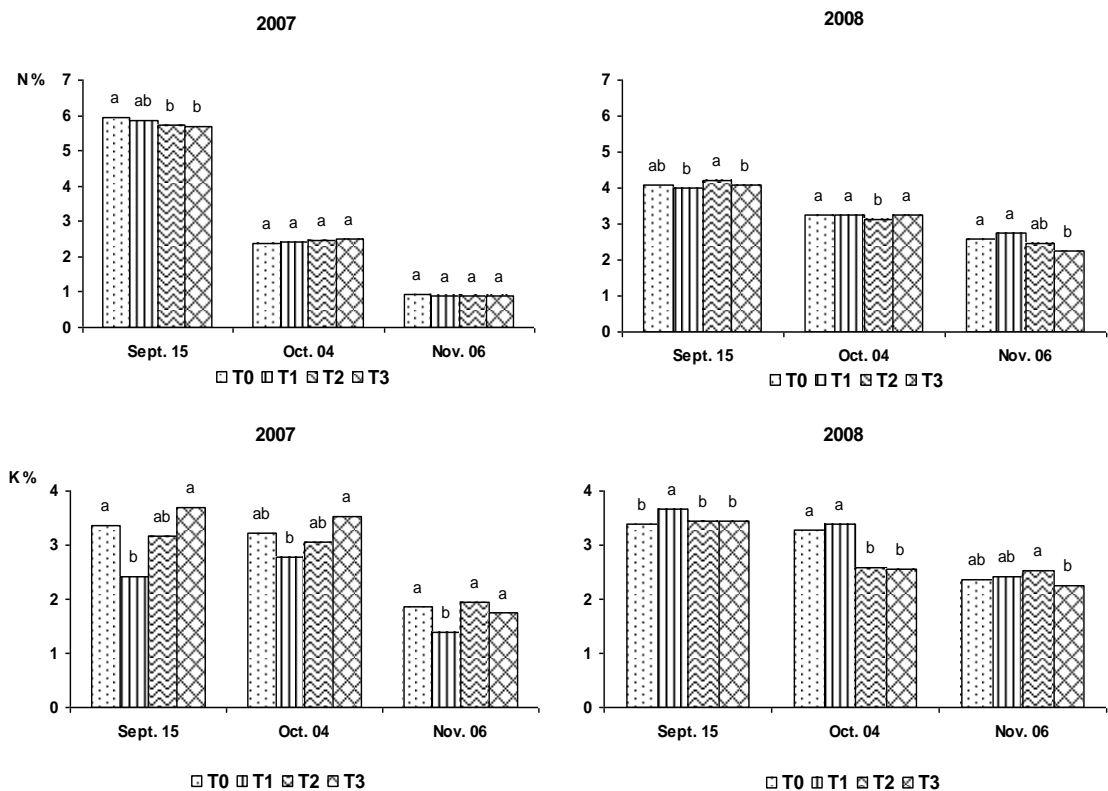 2007
N %
7
6
5
4
3
2
1
0
a ab b b
a a a a
a a a a
Sept. 15 Oct. 04 Nov. 06
T0 T1 T2 T3
2008
7
6
5
4
3
2
1
0
ab b a b
a a b a
a a ab b
Sept. 15 Oct. 04 Nov. 06
T0 T1 T2 T3
2007
K %
4
3
2
1
0
a b ab a
ab b ab a
a b a a
Sept. 15 Oct. 04 Nov. 06
T0 T1 T2 T3
2008
4
3
2
1
0
b a b b
a a b b
ab ab a b
Sept. 15 Oct. 04 Nov. 06
T0 T1 T2 T3